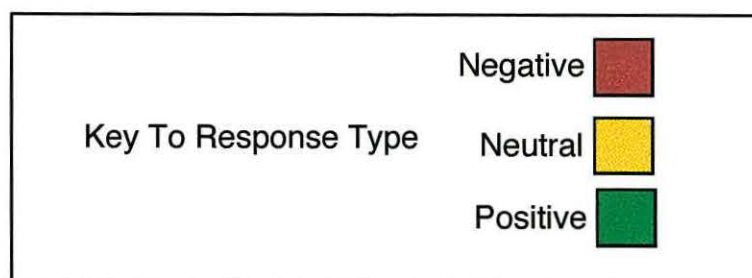 Negative
Key To Response Type
Neutral
Positive